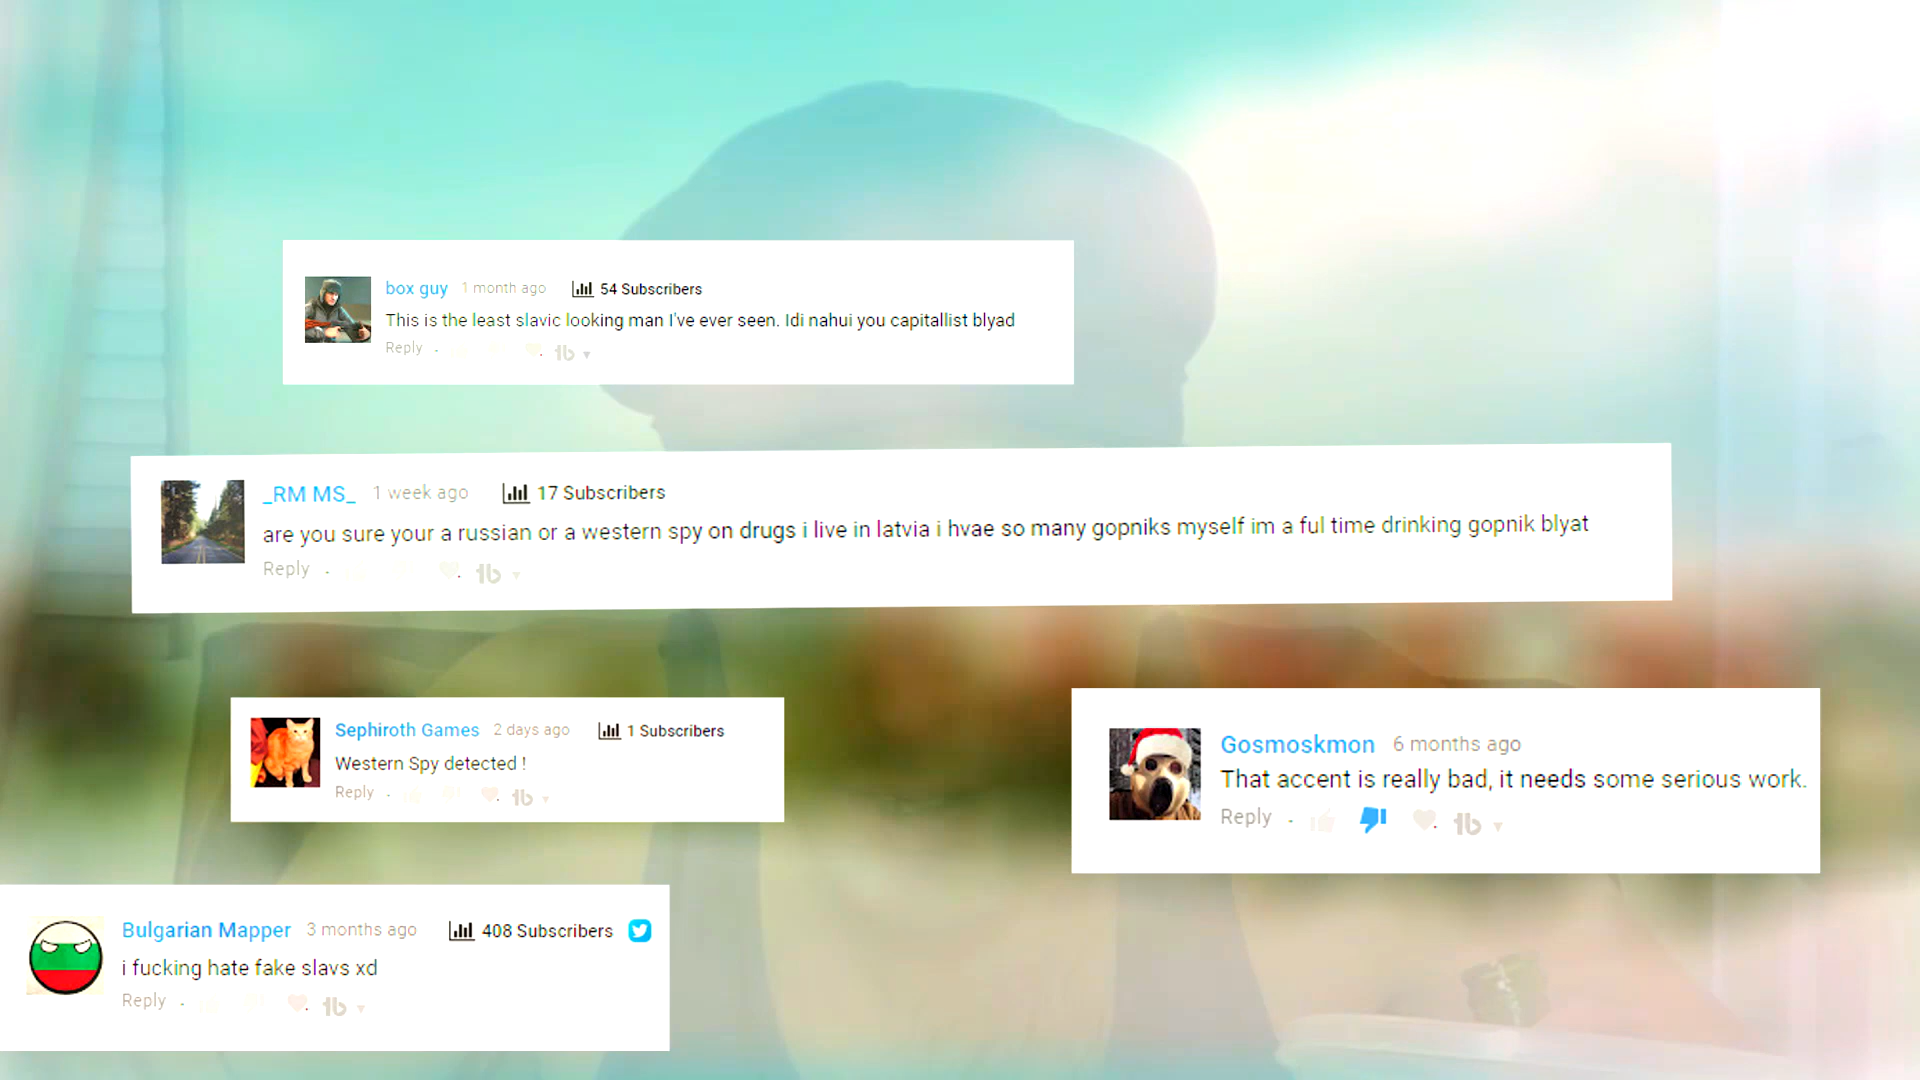 box guy 1 month ago 54 Subscribers
This is the least slavic looking man I've ever seen. Idi nahui you capitallist blyad
Reply
_RM MS_ 1 week ago 17 Subscribers
are you sure your a russian or a western spy on drugs i live in latvia i hvae so many gopniks myself im a ful time drinking gopnik blyat
Reply
Sephiroth Games 2 days ago 1 Subscribers
Western Spy detected !
Reply
Gosmoskmon 6 months ago
That accent is really bad, it needs some serious work.
Reply
Bulgarian Mapper 3 months ago 408 Subscribers
i fucking hate fake slavs xd
Reply